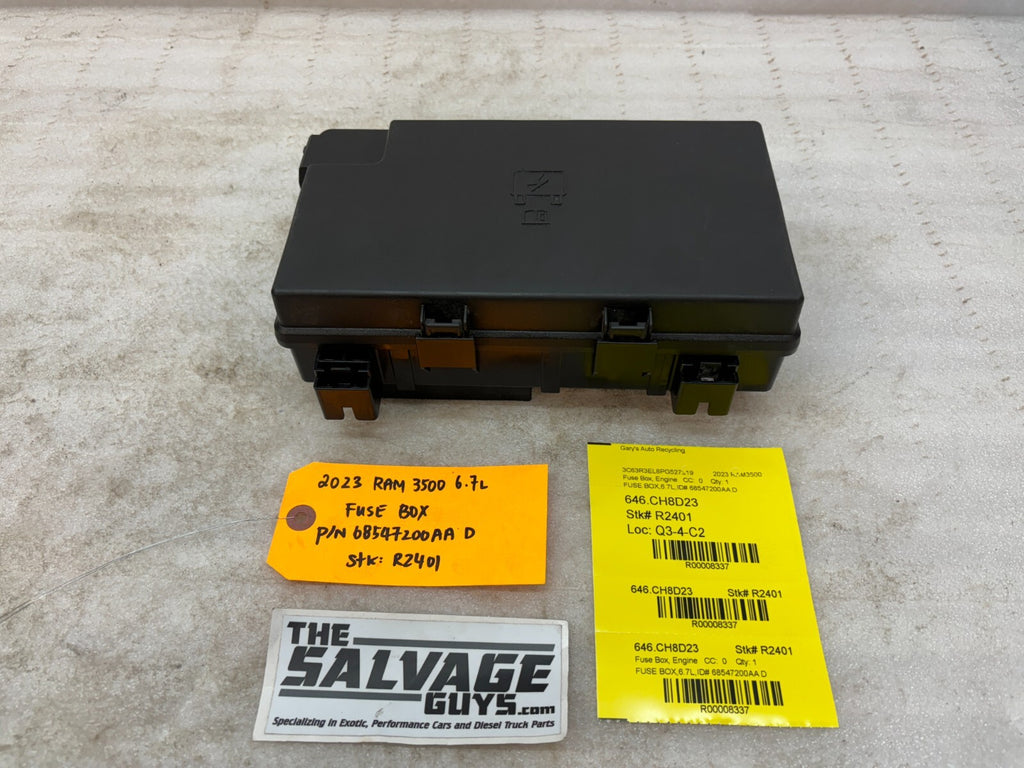 2023 RAM 3500 6.7L
FUSE BOX
P/N 68547200AA D
Stk: R2401
THE
SALVAGE
GUYS.com
Specializing in Exotic, Performance Cars and Diesel Truck Parts
Gary's Auto Recycling
2023 RAM3500
Fuse Box, Engine CC: 0 Qty: 1
FUSE BOX,6.7L,ID# 68547200AA D
646.CH8D23
Stk# R2401
Loc: Q3-4-C2
R00008337
646.CH8D23 Stk# R2401
R00008337
646.CH8D23 Stk# R2401
Fuse Box, Engine CC: 0 Qty: 1
FUSE BOX,6.7L,ID# 68547200AA D
R00008337